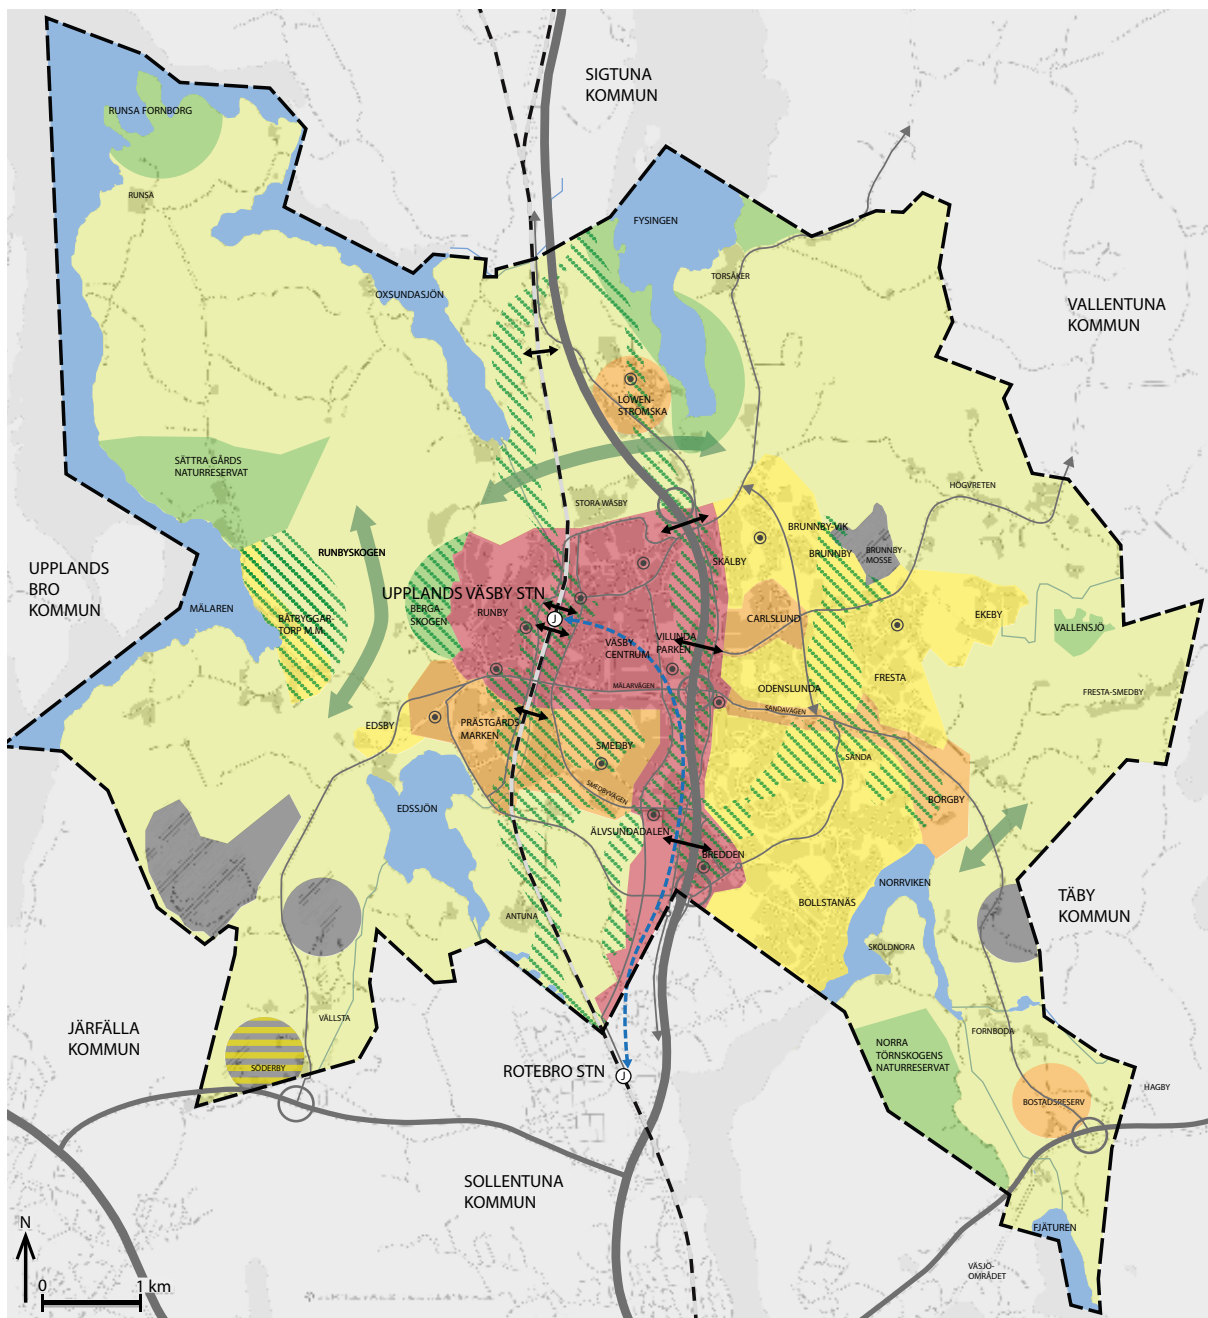 SIGTUNA
KOMMUN
RUNSA FORNBORG
RUNSA
FYSINGEN
TORSÅKER
OXSUNDASJÖN
VALLENTUNA
KOMMUN
LÖWEN-
STRÖMSKA
SÄTTRA GÅRDS
NATURRESERVAT
HÖGVRETEN
STORA WÄSBY
BRUNNBY-VIK
BRUNNBY
BRUNNBY
MOSSE
SKÄLBY
RUNBYSKOGEN
UPPLANDS
BRO
KOMMUN
UPPLANDS VÄSBY STN
MÄLAREN
BÅTBYGGAR-
TORP M.M.
BERGA-
SKOGEN
RUNBY
J
CARLSLUND
EKEBY
VALLENSJÖ
VÄSBY
CENTRUM
VILUNDA
PARKEN
FRESTA
MÄLARVÄGEN
ODENSLUNDA
FRESTA-SMEDBY
SANDAVÄGEN
EDSBY
PRÄSTGÅRDS
MARKEN
SMEDBY
SANDA
SMEDBYVÄGEN
BORGBY
EDSSJÖN
ÄLVSUNDADALEN
BREDDEN
NORRVIKEN
BOLLSTANÄS
TÄBY
KOMMUN
ANTUNA
SKÖLDNORA
VÄLLSTA
FORNBODA
JÄRFÄLLA
KOMMUN
NORRA
TÖRNSKOGENS
NATURRESERVAT
SÖDERBY
ROTEBRO STN
J
HAGBY
BOSTADSRESERV
SOLLENTUNA
KOMMUN
N
FJÄTUREN
VÄSJÖ-
OMRÅDET
0
1 km